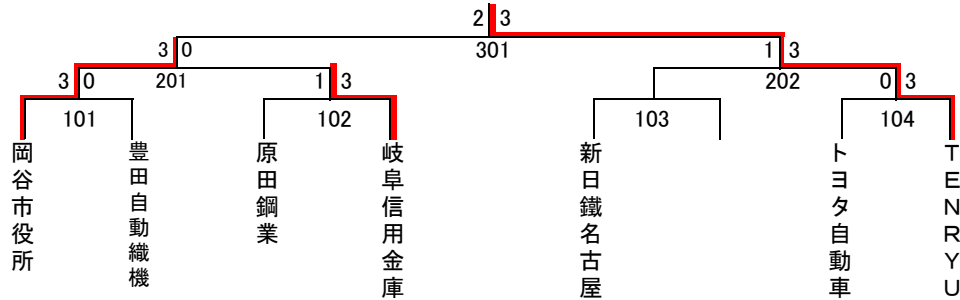 2 3
301
3 0
1 3
201
202
3 0
1 3
0 3
101
102
103
104
岡谷市役所
豊田自動織機
原田鋼業
岐阜信用金庫
新日鐵名古屋
トヨタ自動車
TENRYU